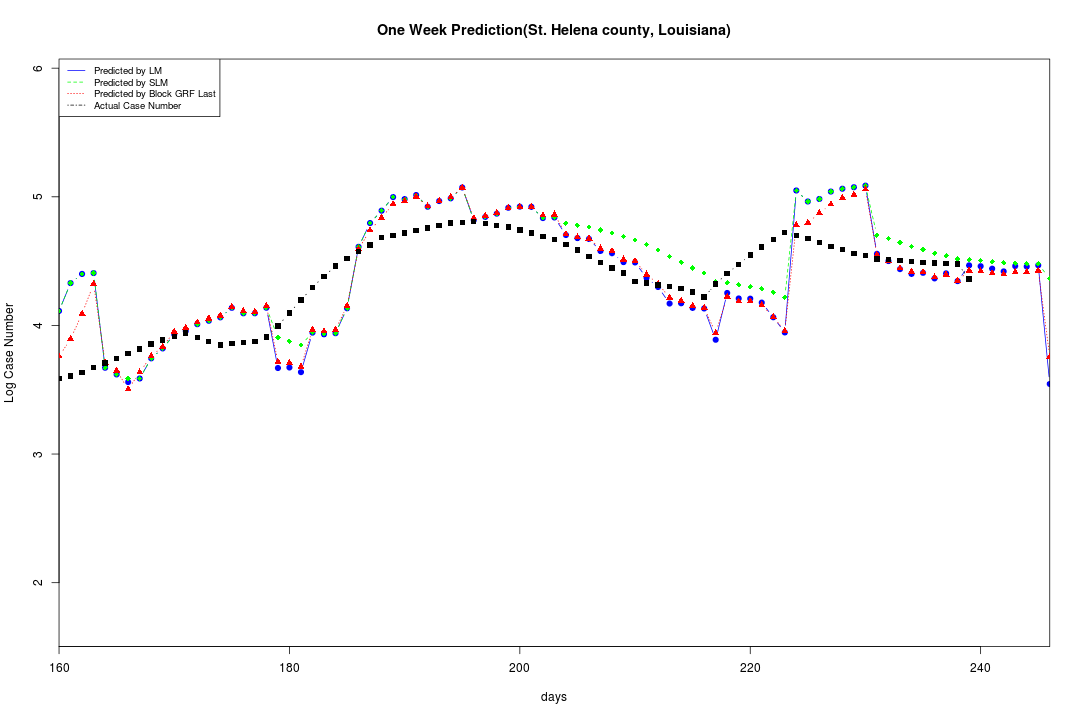 One Week Prediction(St. Helena county, Louisiana)
Predicted by LM
Predicted by SLM
Predicted by Block GRF Last
Actual Case Number
6
5
4
3
2
Log Case Number
160 180 200 220 240
days